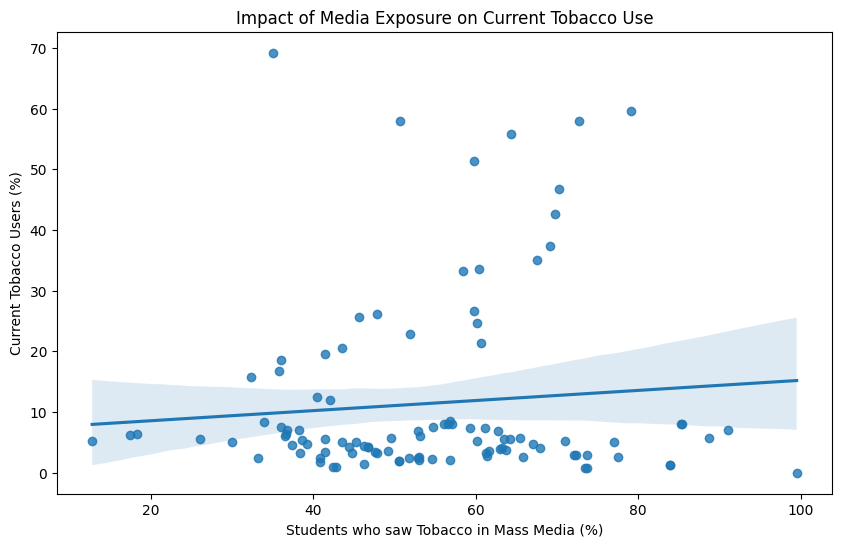 Impact of Media Exposure on Current Tobacco Use
70
60
50
40
30
20
10
0
Current Tobacco Users (%)
20 40 60 80 100
Students who saw Tobacco in Mass Media (%)